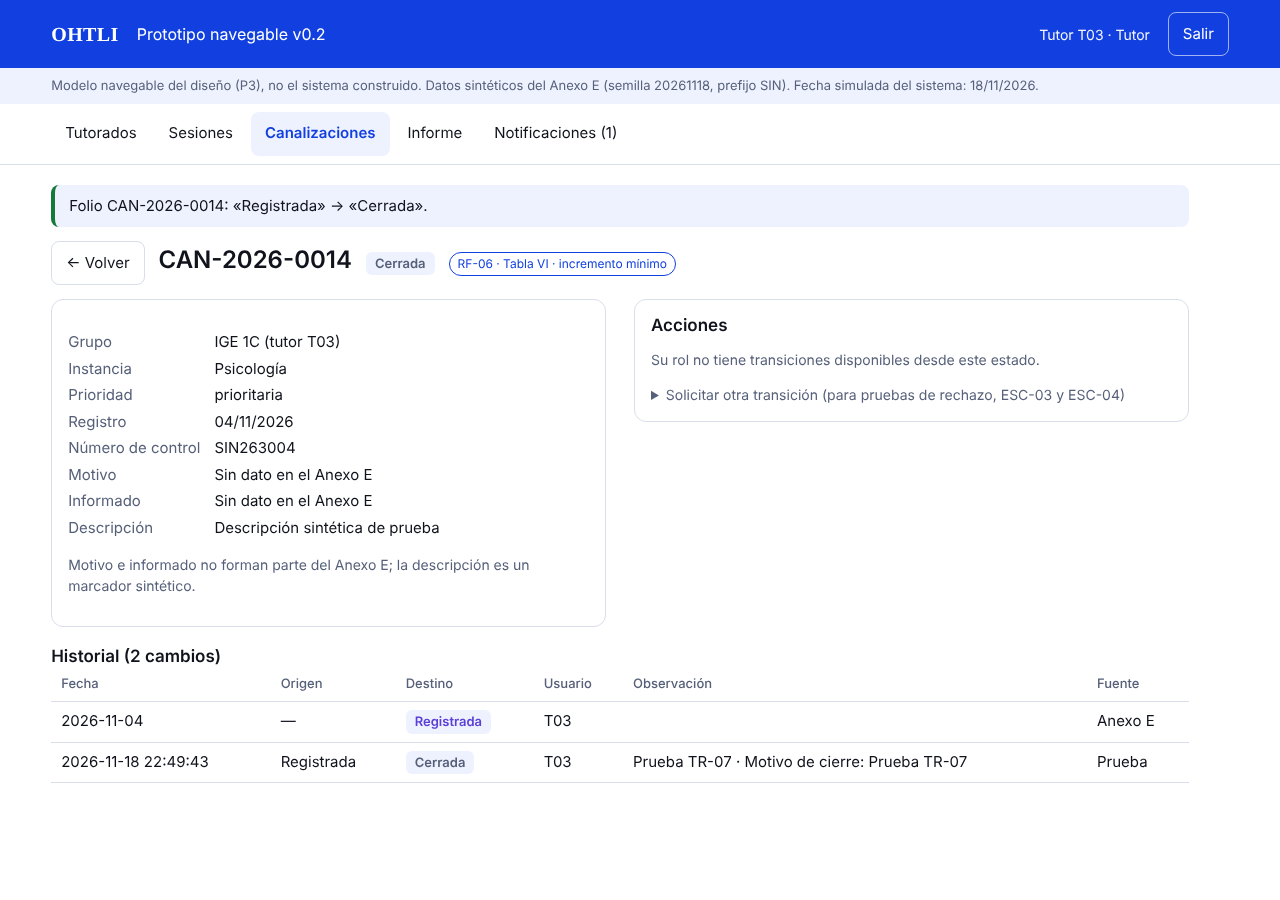 OHTLI Prototipo navegable v0.2 Tutor T03 · Tutor Salir
Modelo navegable del diseño (P3), no el sistema construido. Datos sintéticos del Anexo E (semilla 20261118, prefijo SIN). Fecha simulada del sistema: 18/11/2026.
Tutorados Sesiones Canalizaciones Informe Notificaciones (1)
Folio CAN-2026-0014: «Registrada» → «Cerrada».
← Volver CAN-2026-0014 Cerrada RF-06 · Tabla VI · incremento mínimo
Grupo IGE 1C (tutor T03)
Instancia Psicología
Prioridad prioritaria
Registro 04/11/2026
Número de control SIN263004
Motivo Sin dato en el Anexo E
Informado Sin dato en el Anexo E
Descripción Descripción sintética de prueba
Motivo e informado no forman parte del Anexo E; la descripción es un
marcador sintético.
Acciones
Su rol no tiene transiciones disponibles desde este estado.
▶ Solicitar otra transición (para pruebas de rechazo, ESC-03 y ESC-04)
Historial (2 cambios)
Fecha Origen Destino Usuario Observación Fuente
2026-11-04 — Registrada T03 Anexo E
2026-11-18 22:49:43 Registrada Cerrada T03 Prueba TR-07 · Motivo de cierre: Prueba TR-07 Prueba